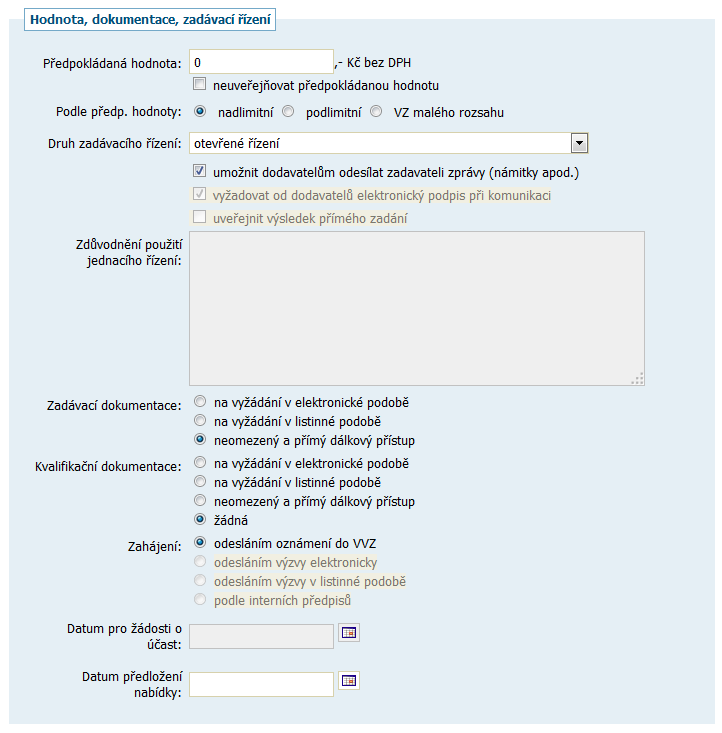 Hodnota, dokumentace, zadávací řízení
Předpokládaná hodnota: 0 ,- Kč bez DPH
neuveřejňovat předpokládanou hodnotu
Podle předp. hodnoty: nadlimitní podlimitní VZ malého rozsahu
Druh zadávacího řízení: otevřené řízení
umožnit dodavatelům odesílat zadavateli zprávy (námitky apod.)
vyžadovat od dodavatelů elektronický podpis při komunikaci
uveřejnit výsledek přímého zadání
Zdůvodnění použití
jednacího řízení:
Zadávací dokumentace: na vyžádání v elektronické podobě
na vyžádání v listinné podobě
neomezený a přímý dálkový přístup
Kvalifikační dokumentace: na vyžádání v elektronické podobě
na vyžádání v listinné podobě
neomezený a přímý dálkový přístup
žádná
Zahájení: odesláním oznámení do VVZ
odesláním výzvy elektronicky
odesláním výzvy v listinné podobě
podle interních předpisů
Datum pro žádosti o
účast:
Datum předložení
nabídky: